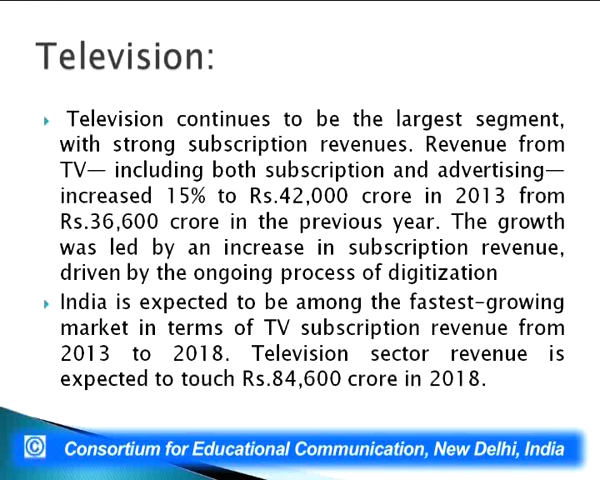 Television:
Television continues to be the largest segment,
with strong subscription revenues. Revenue from
TV— including both subscription and advertising—
increased 15% to Rs.42,000 crore in 2013 from
Rs.36,600 crore in the previous year. The growth
was led by an increase in subscription revenue,
driven by the ongoing process of digitization
India is expected to be among the fastest-growing
market in terms of TV subscription revenue from
2013 to 2018. Television sector revenue is
expected to touch Rs.84,600 crore in 2018.
© Consortium for Educational Communication, New Delhi, India